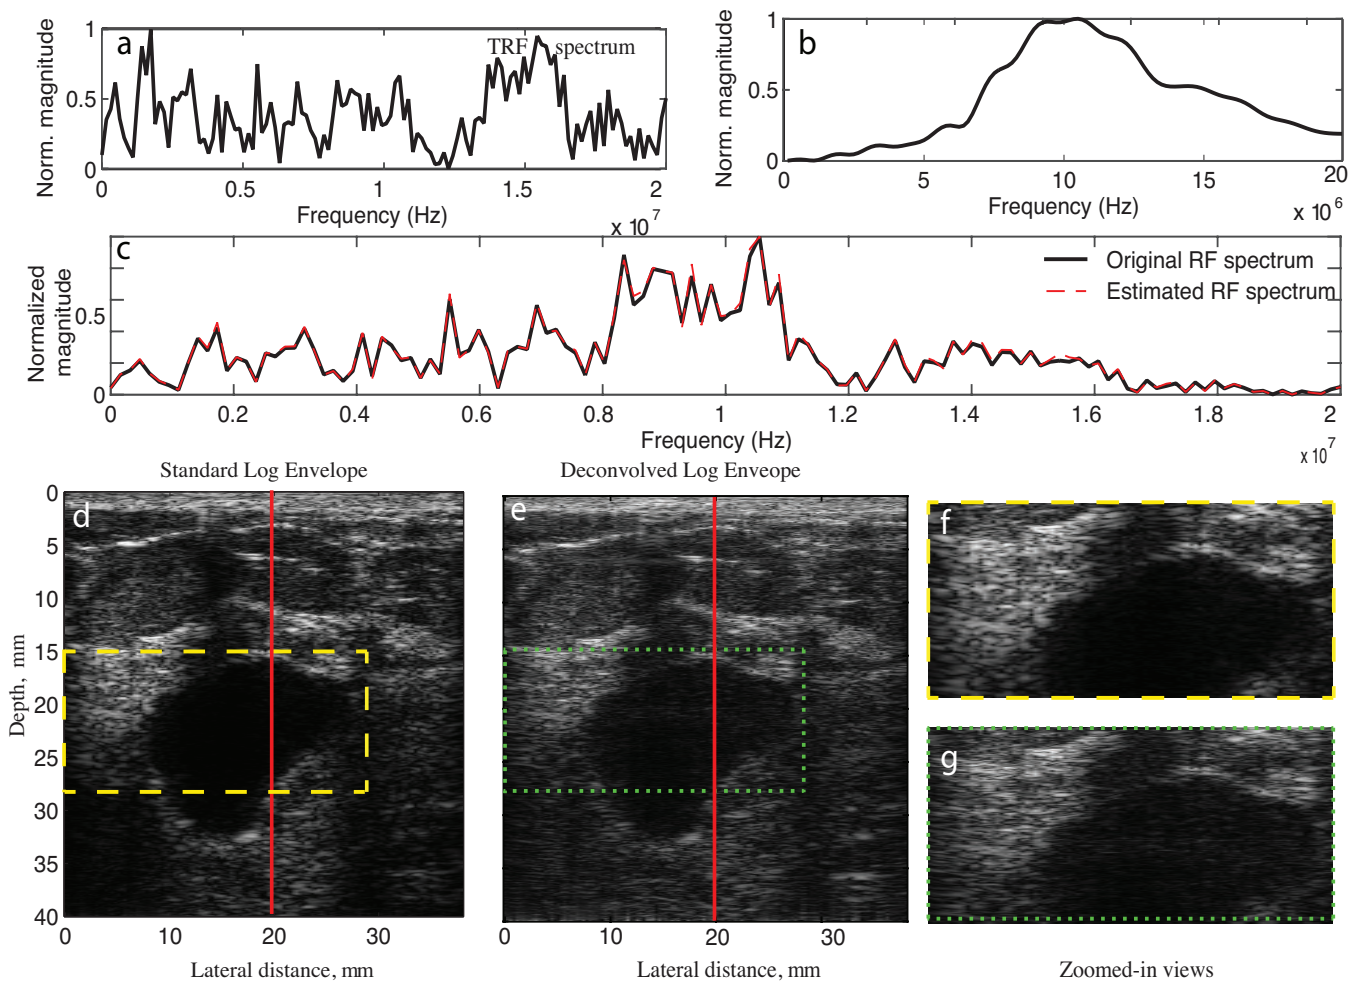 a
TRF spectrum
Norm. magnitude
1
0.5
0
0 0.5 1 1.5 2
Frequency (Hz)
x 10^7
b
Norm. magnitude
1
0.5
0
0 5 10 15 20
Frequency (Hz)
x 10^6
c
Normalized
magnitude
0.5
0
Original RF spectrum
Estimated RF spectrum
0 0.2 0.4 0.6 0.8 1 1.2 1.4 1.6 1.8 2
Frequency (Hz)
x 10^7
Standard Log Envelope
d
Depth, mm
0
5
10
15
20
25
30
35
40
0 10 20 30
Lateral distance, mm
Deconvolved Log Enveope
e
0 10 20 30
Lateral distance, mm
f
g
Zoomed-in views